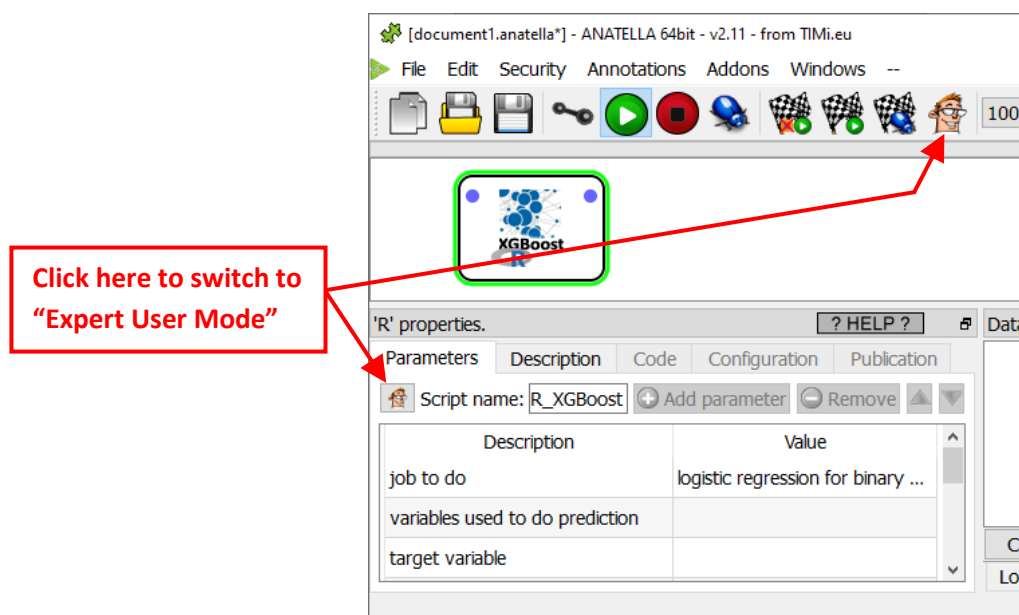 [document1.anatella*] - ANATELLA 64bit - v2.11 - from TIMi.eu
File Edit Security Annotations Addons Windows --
100
XGBoost
R
Click here to switch to
“Expert User Mode”
'R' properties. ? HELP ? Data
Parameters Description Code Configuration Publication
Script name: R_XGBoost Add parameter Remove
Description Value
job to do logistic regression for binary ...
variables used to do prediction
target variable
C
Lo